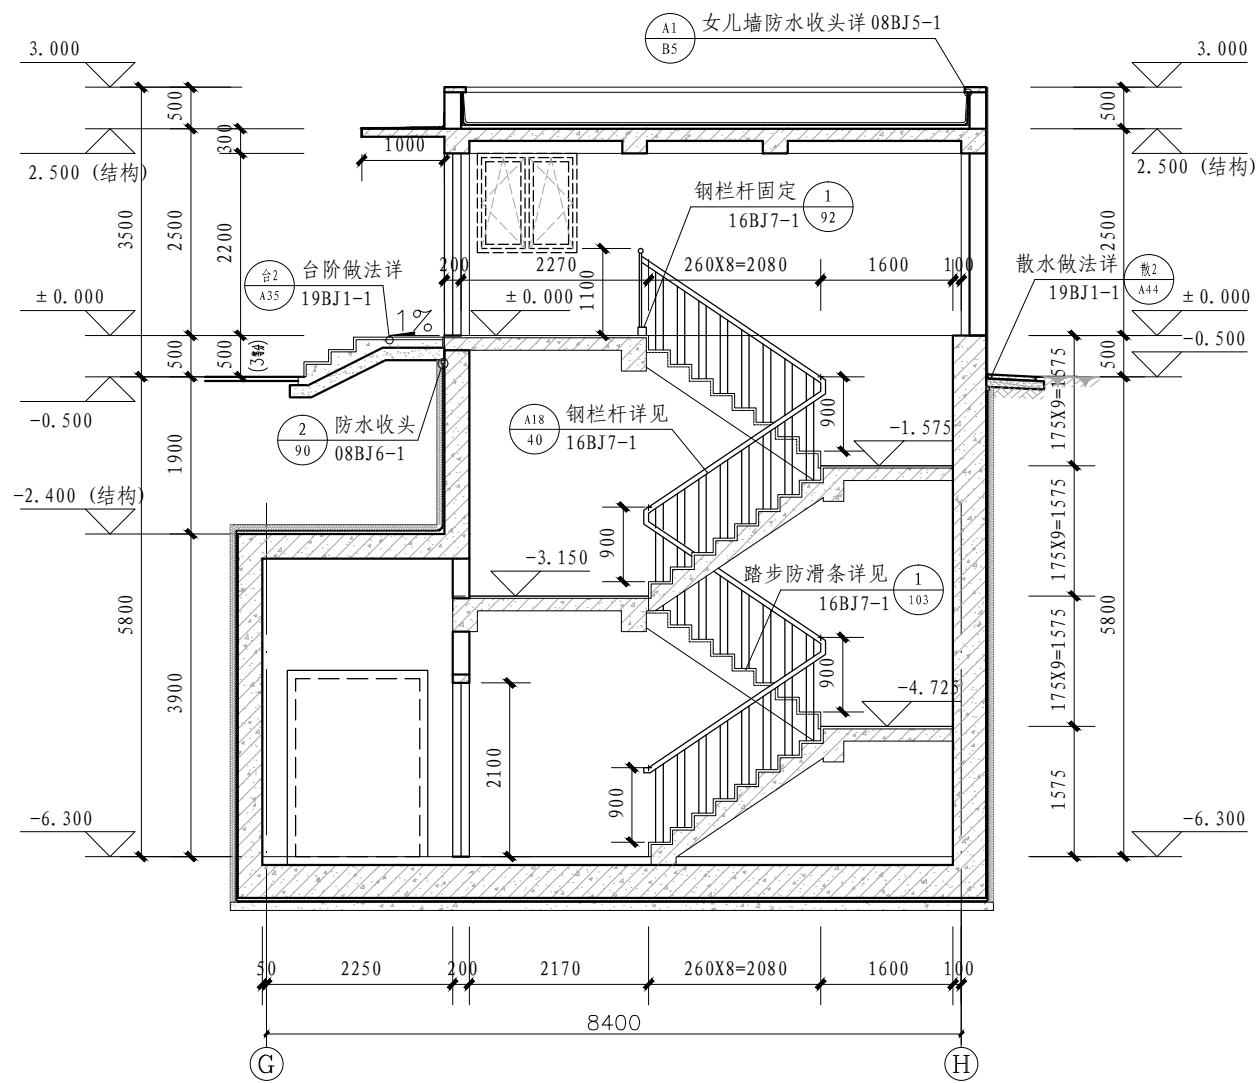 A1
B5
女儿墙防水收头详 08BJ5-1
3.000
3.000
500
500
300
1000
2.500 (结构)
2.500 (结构)
钢栏杆固定
16BJ7-1
1
92
3500
2500
2200
2500
台2
A35
台阶做法详
19BJ1-1
200
2270
1100
260X8=2080
1600
100
散水做法详
19BJ1-1
散2
A44
±0.000
±0.000
±0.000
1%
500
500
(3等分)
500
-0.500
-0.500
175X9=1575
2
90
防水收头
08BJ6-1
A18
40
钢栏杆详见
16BJ7-1
900
-1.575
1900
-2.400 (结构)
175X9=1575
900
-3.150
踏步防滑条详见
16BJ7-1
1
103
5800
5800
175X9=1575
900
-4.725
3900
2100
900
1575
-6.300
-6.300
50
2250
200
2170
260X8=2080
1600
100
8400
G
H